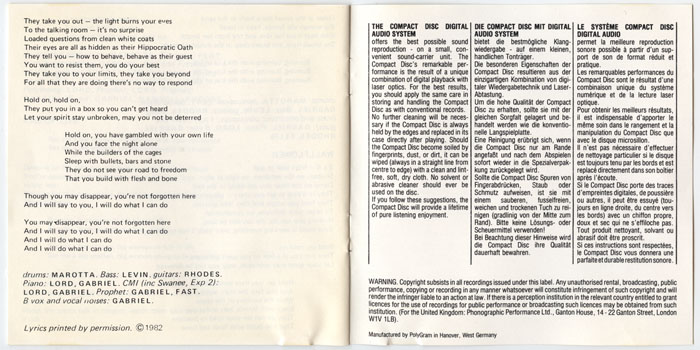 They take you out – the light burns your eyes
To the talking room – it's no surprise
Loaded questions from clean white coats
Their eyes are all as hidden as their Hippocratic Oath
They tell you – how to behave, behave as their guest
You want to resist them, you do your best
They take you to your limits, they take you beyond
For all that they are doing there's no way to respond
Hold on, hold on,
They put you in a box so you can't get heard
Let your spirit stay unbroken, may you not be deterred
Hold on, you have gambled with your own life
And you face the night alone
While the builders of the cages
Sleep with bullets, bars and stone
They do not see your road to freedom
That you build with flesh and bone
Though you may disappear, you're not forgotten here
And I will say to you, I will do what I can do
You may disappear, you're not forgotten here
And I will say to you, I will do what I can do
And I will do what I can do
And I will do what I can do
drums: MAROTTA. Bass: LEVIN. guitars: RHODES.
Piano: LORD, GABRIEL. CMI (inc Swanee, Exp 2):
LORD, GABRIEL. Prophet: GABRIEL, FAST.
B vox and vocal noises: GABRIEL.
Lyrics printed by permission. ©1982
THE COMPACT DISC DIGITAL
AUDIO SYSTEM
offers the best possible sound
reproduction - on a small, con-
venient sound-carrier unit. The
Compact Disc's remarkable per-
formance is the result of a unique
combination of digital playback with
laser optics. For the best results,
you should apply the same care in
storing and handling the Compact
Disc as with conventional records.
No further cleaning will be neces-
sary if the Compact Disc is always
held by the edges and replaced in its
case directly after playing. Should
the Compact Disc become soiled by
fingerprints, dust, or dirt, it can be
wiped (always in a straight line from
centre to edge) with a clean and lint-
free, soft, dry cloth. No solvent or
abrasive cleaner should ever be
used on the disc.
If you follow these suggestions, the
Compact Disc will provide a lifetime
of pure listening enjoyment.
DIE COMPACT DISC MIT DIGITAL
AUDIO SYSTEM
bietet die bestmögliche Klang-
wiedergabe - auf einem kleinen,
handlichen Tonträger.
Die besonderen Eigenschaften der
Compact Disc resultieren aus der
einzigartigen Kombination von digi-
taler Wiedergabetechnik und Laser-
Abtastung.
Um die hohe Qualität der Compact
Disc zu erhalten, sollte sie mit der
gleichen Sorgfalt gelagert und be-
handelt werden wie die konventio-
nelle Langspielplatte.
Eine Reinigung erübrigt sich, wenn
die Compact Disc nur am Rande
angefaßt und nach dem Abspielen
sofort wieder in die Spezialverpak-
kung zurückgelegt wird.
Sollte die Compact Disc Spuren von
Fingerabdrücken, Staub oder
Schmutz aufweisen, ist sie mit
einem sauberen, fusselfreien,
weichen und trockenen Tuch zu rei-
nigen (gradlinig von der Mitte zum
Rand). Bitte keine Lösungs- oder
Scheuermittel verwenden!
Bei Beachtung dieser Hinweise wird
die Compact Disc ihre Qualität
dauerhaft bewahren.
LE SYSTÈME COMPACT DISC
DIGITAL AUDIO
permet la meilleure reproduction
sonore possible à partir d'un sup-
port de son de format réduit et
pratique.
Les remarquables performances du
Compact Disc sont le résultat d'une
combinaison unique du système
numérique et de la lecture laser
optique.
Pour obtenir les meilleurs résultats,
il est indispensable d'apporter le
même soin dans le rangement et la
manipulation du Compact Disc que
avec le disque microsillon.
Il n'est pas nécessaire d'effectuer
de nettoyage particulier si le disque
est toujours tenu par les bords et est
replacé directement dans son boîtier
après l'écoute.
Si le Compact Disc porte des traces
d'empreintes digitales, de poussière
ou autres, il peut être essuyé (tou-
jours en ligne droite, du centre vers
les bords) avec un chiffon propre,
doux et sec qui ne s'effiloche pas.
Tout produit nettoyant, solvant ou
abrasif doit être proscrit.
Si ces instructions sont respectées,
le Compact Disc vous donnera une
parfaite et durable restitution sonore.
WARNING. Copyright subsists in all recordings issued under this label. Any unauthorised rental, broadcasting, public
performance, copying or recording in any manner whatsoever will constitute infringement of such copyright and will
render the infringer liable to an action at law. If there is a perception institution in the relevant country entitled to grant
licences for the use of recordings for public performance or broadcasting such licences may be obtained from such
institution. (For the United Kingdom: Phonographic Performance Ltd., Ganton House, 14 - 22 Ganton Street, London
W1V 1LB).
Manufactured by PolyGram in Hanover, West Germany